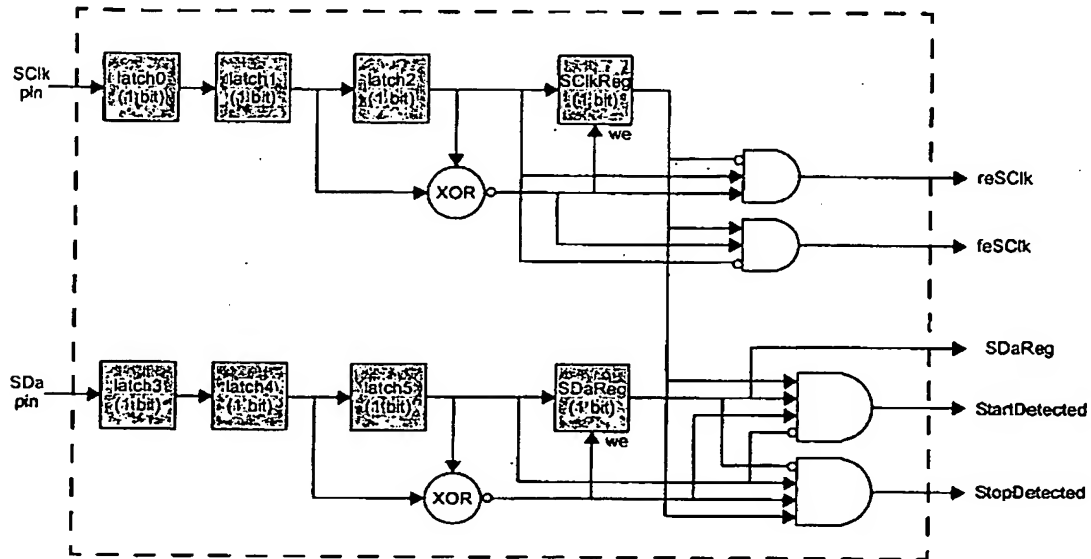 SClk
pin
latch0
(1 bit)
latch1
(1 bit)
latch2
(1 bit)
SClkReg
(1 bit)
we
XOR
reSClk
feSClk
SDa
pin
latch3
(1 bit)
latch4
(1 bit)
latch5
(1 bit)
SDaReg
(1 bit)
we
XOR
SDaReg
StartDetected
StopDetected